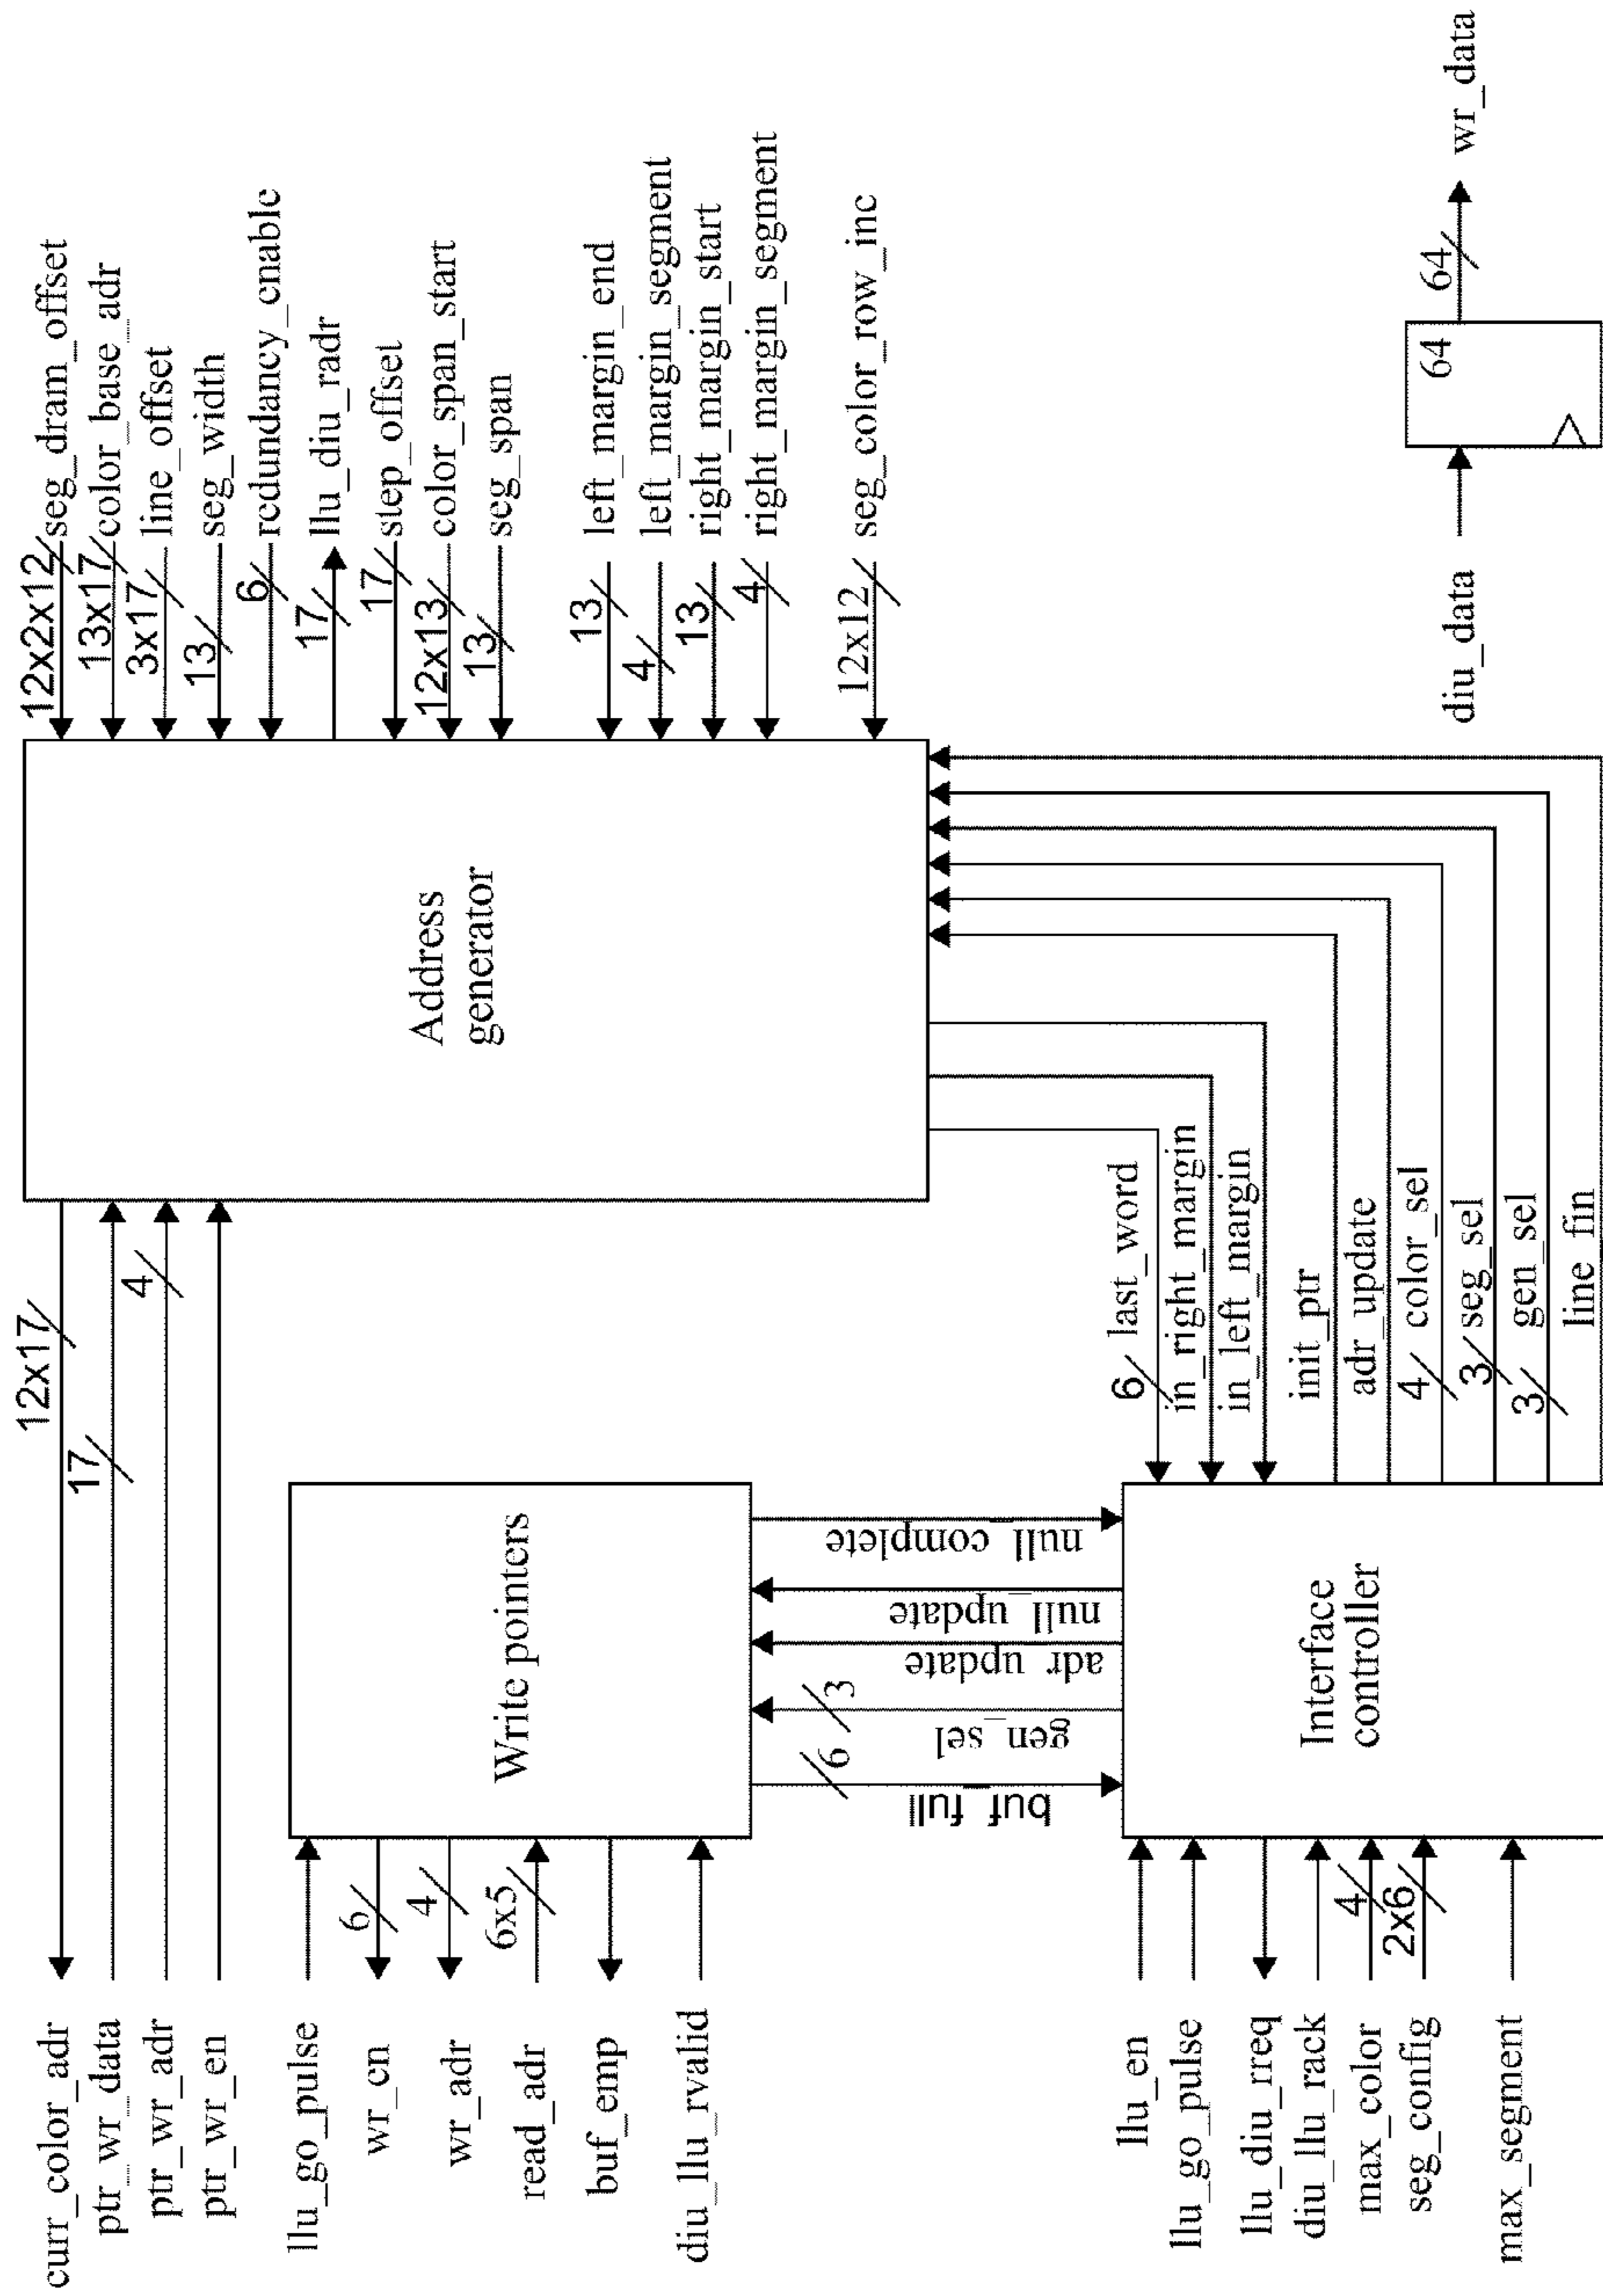 curr_color_adr
ptr_wr_data
ptr_wr_adr
ptr_wr_en
12x17
17
4
Address
generator
12x2x12
seg_dram_offset
13x17
color_base_adr
3x17
line_offset
13
seg_width
6
redundancy_enable
17
llu_diu_radr
17
step_offset
12x13
color_span_start
13
seg_span
13
left_margin_end
4
left_margin_segment
13
right_margin_start
4
right_margin_segment
12x12
seg_color_row_inc
llu_go_pulse
wr_en
6
wr_adr
4
read_adr
6x5
buf_emp
diu_llu_rvalid
Write pointers
buf_full
6
gen_sel
3
adr_update
null_update
null_complete
6
last_word
in_right_margin
in_left_margin
init_ptr
adr_update
4
color_sel
3
seg_sel
3
gen_sel
line_fin
llu_en
llu_go_pulse
llu_diu_rreq
diu_llu_rack
max_color
4
seg_config
2x6
max_segment
Interface
controller
diu_data
64
64
wr_data